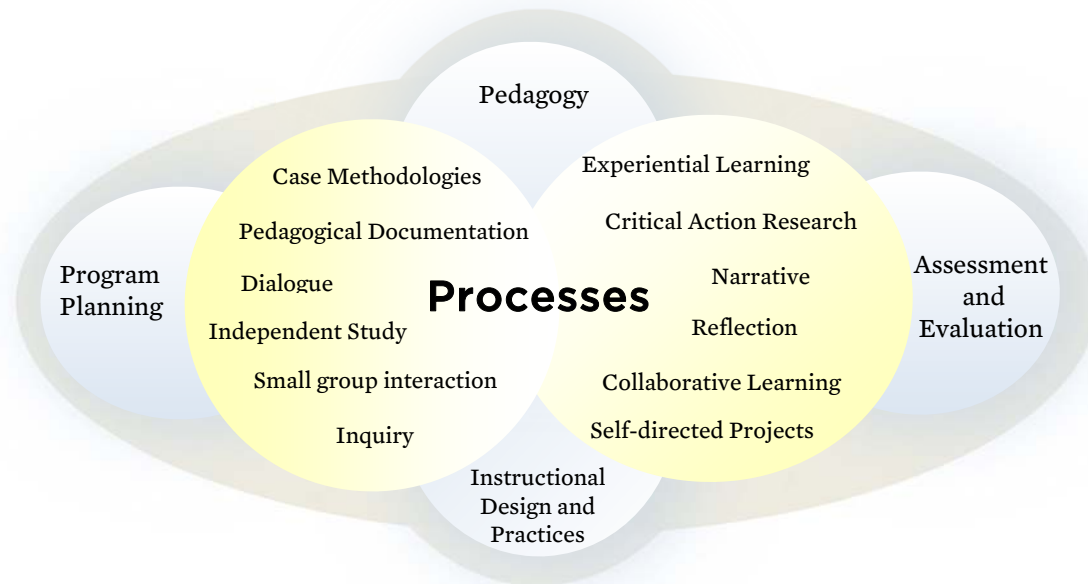 Pedagogy
Case Methodologies
Pedagogical Documentation
Dialogue
Independent Study
Small group interaction
Inquiry
Processes
Experiential Learning
Critical Action Research
Narrative
Reflection
Collaborative Learning
Self-directed Projects
Program
Planning
Assessment
and
Evaluation
Instructional
Design and
Practices